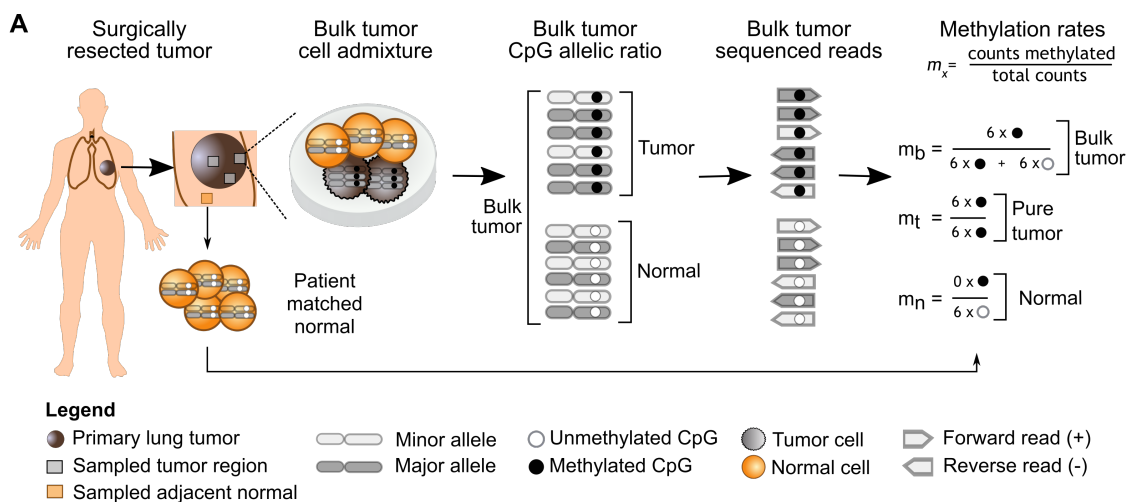 A
Surgically
resected tumor
Bulk tumor
cell admixture
Bulk tumor
CpG allelic ratio
Bulk tumor
sequenced reads
Methylation rates
mx= counts methylated
total counts
Tumor
Bulk
tumor
Normal
Patient
matched
normal
6 x
mb =
6 x + 6 x
Bulk
tumor
6 x
mt =
6 x
Pure
tumor
0 x
mn =
6 x
Normal
Legend
Primary lung tumor
Sampled tumor region
Sampled adjacent normal
Minor allele
Major allele
Unmethylated CpG
Methylated CpG
Tumor cell
Normal cell
Forward read (+)
Reverse read (-)